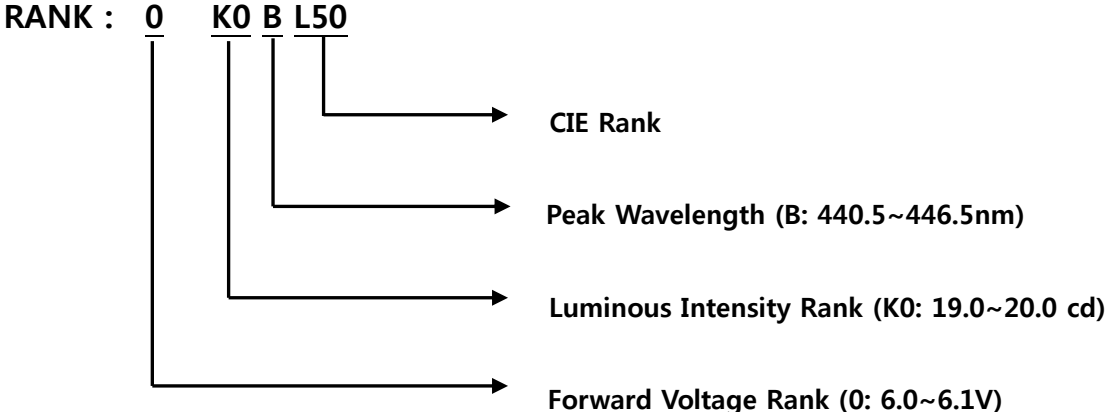 RANK : 0 K0 B L50
CIE Rank
Peak Wavelength (B: 440.5~446.5nm)
Luminous Intensity Rank (K0: 19.0~20.0 cd)
Forward Voltage Rank (0: 6.0~6.1V)